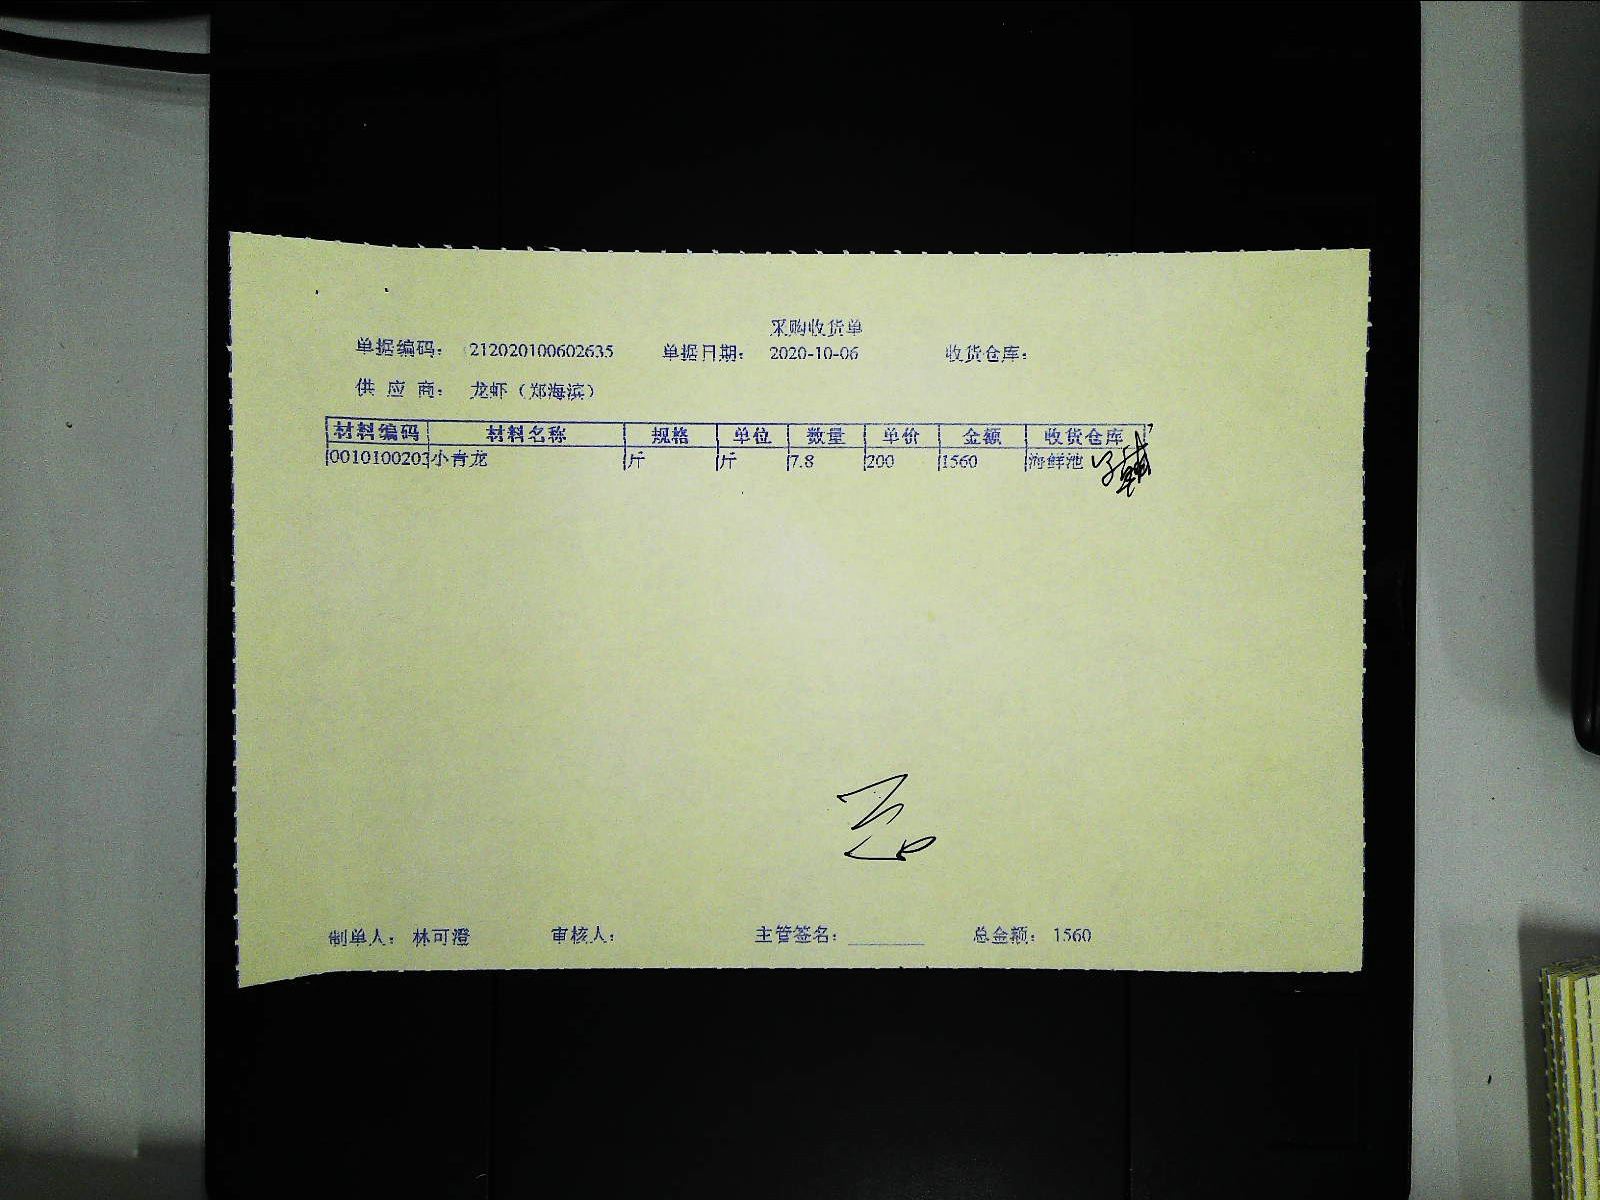 采购收货单
单据编码： 212020100602635 单据日期： 2020-10-06 收货仓库：
供 应 商： 龙虾（郑海滨）
材料编码 材料名称 规格 单位 数量 单价 金额 收货仓库
0010100203 小青龙 斤 斤 7.8 200 1560 海鲜池
制单人： 林可澄 审核人： 主管签名： 总金额： 1560